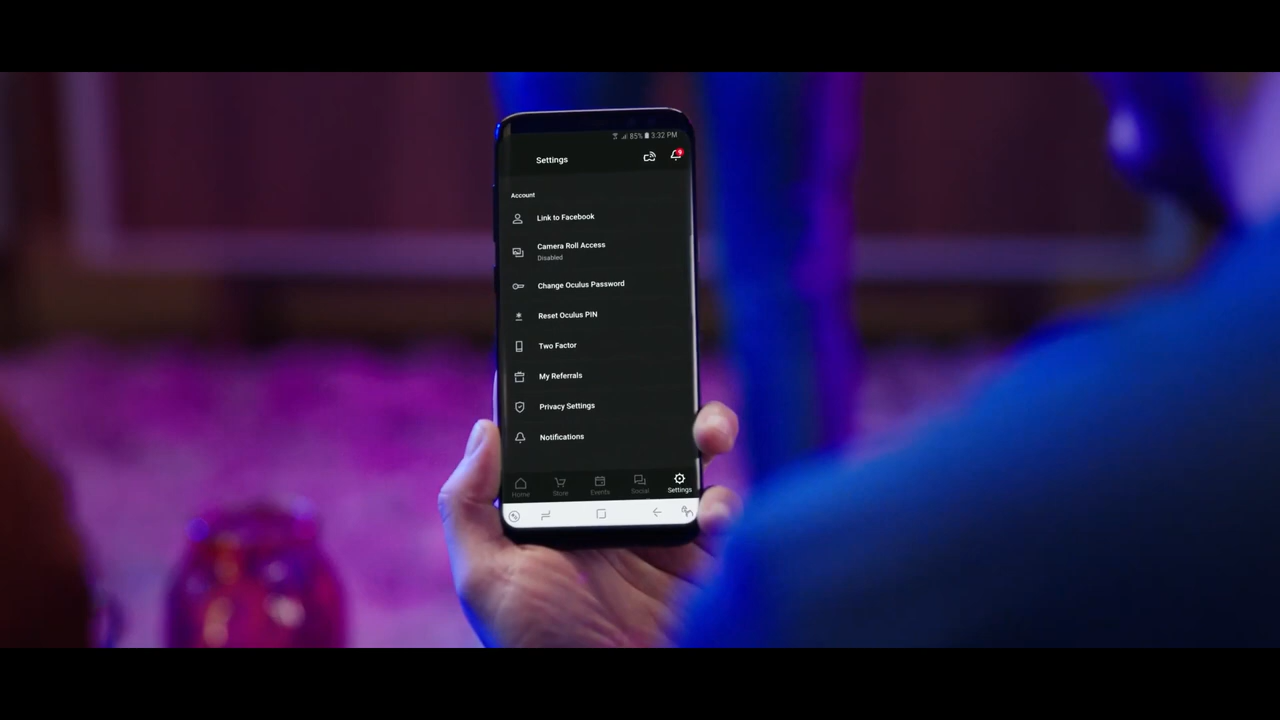 85% 3:32 PM
Settings
9
Account
Link to Facebook
Camera Roll Access
Disabled
Change Oculus Password
Reset Oculus PIN
Two Factor
My Referrals
Privacy Settings
Notifications
Home Store Events Social Settings